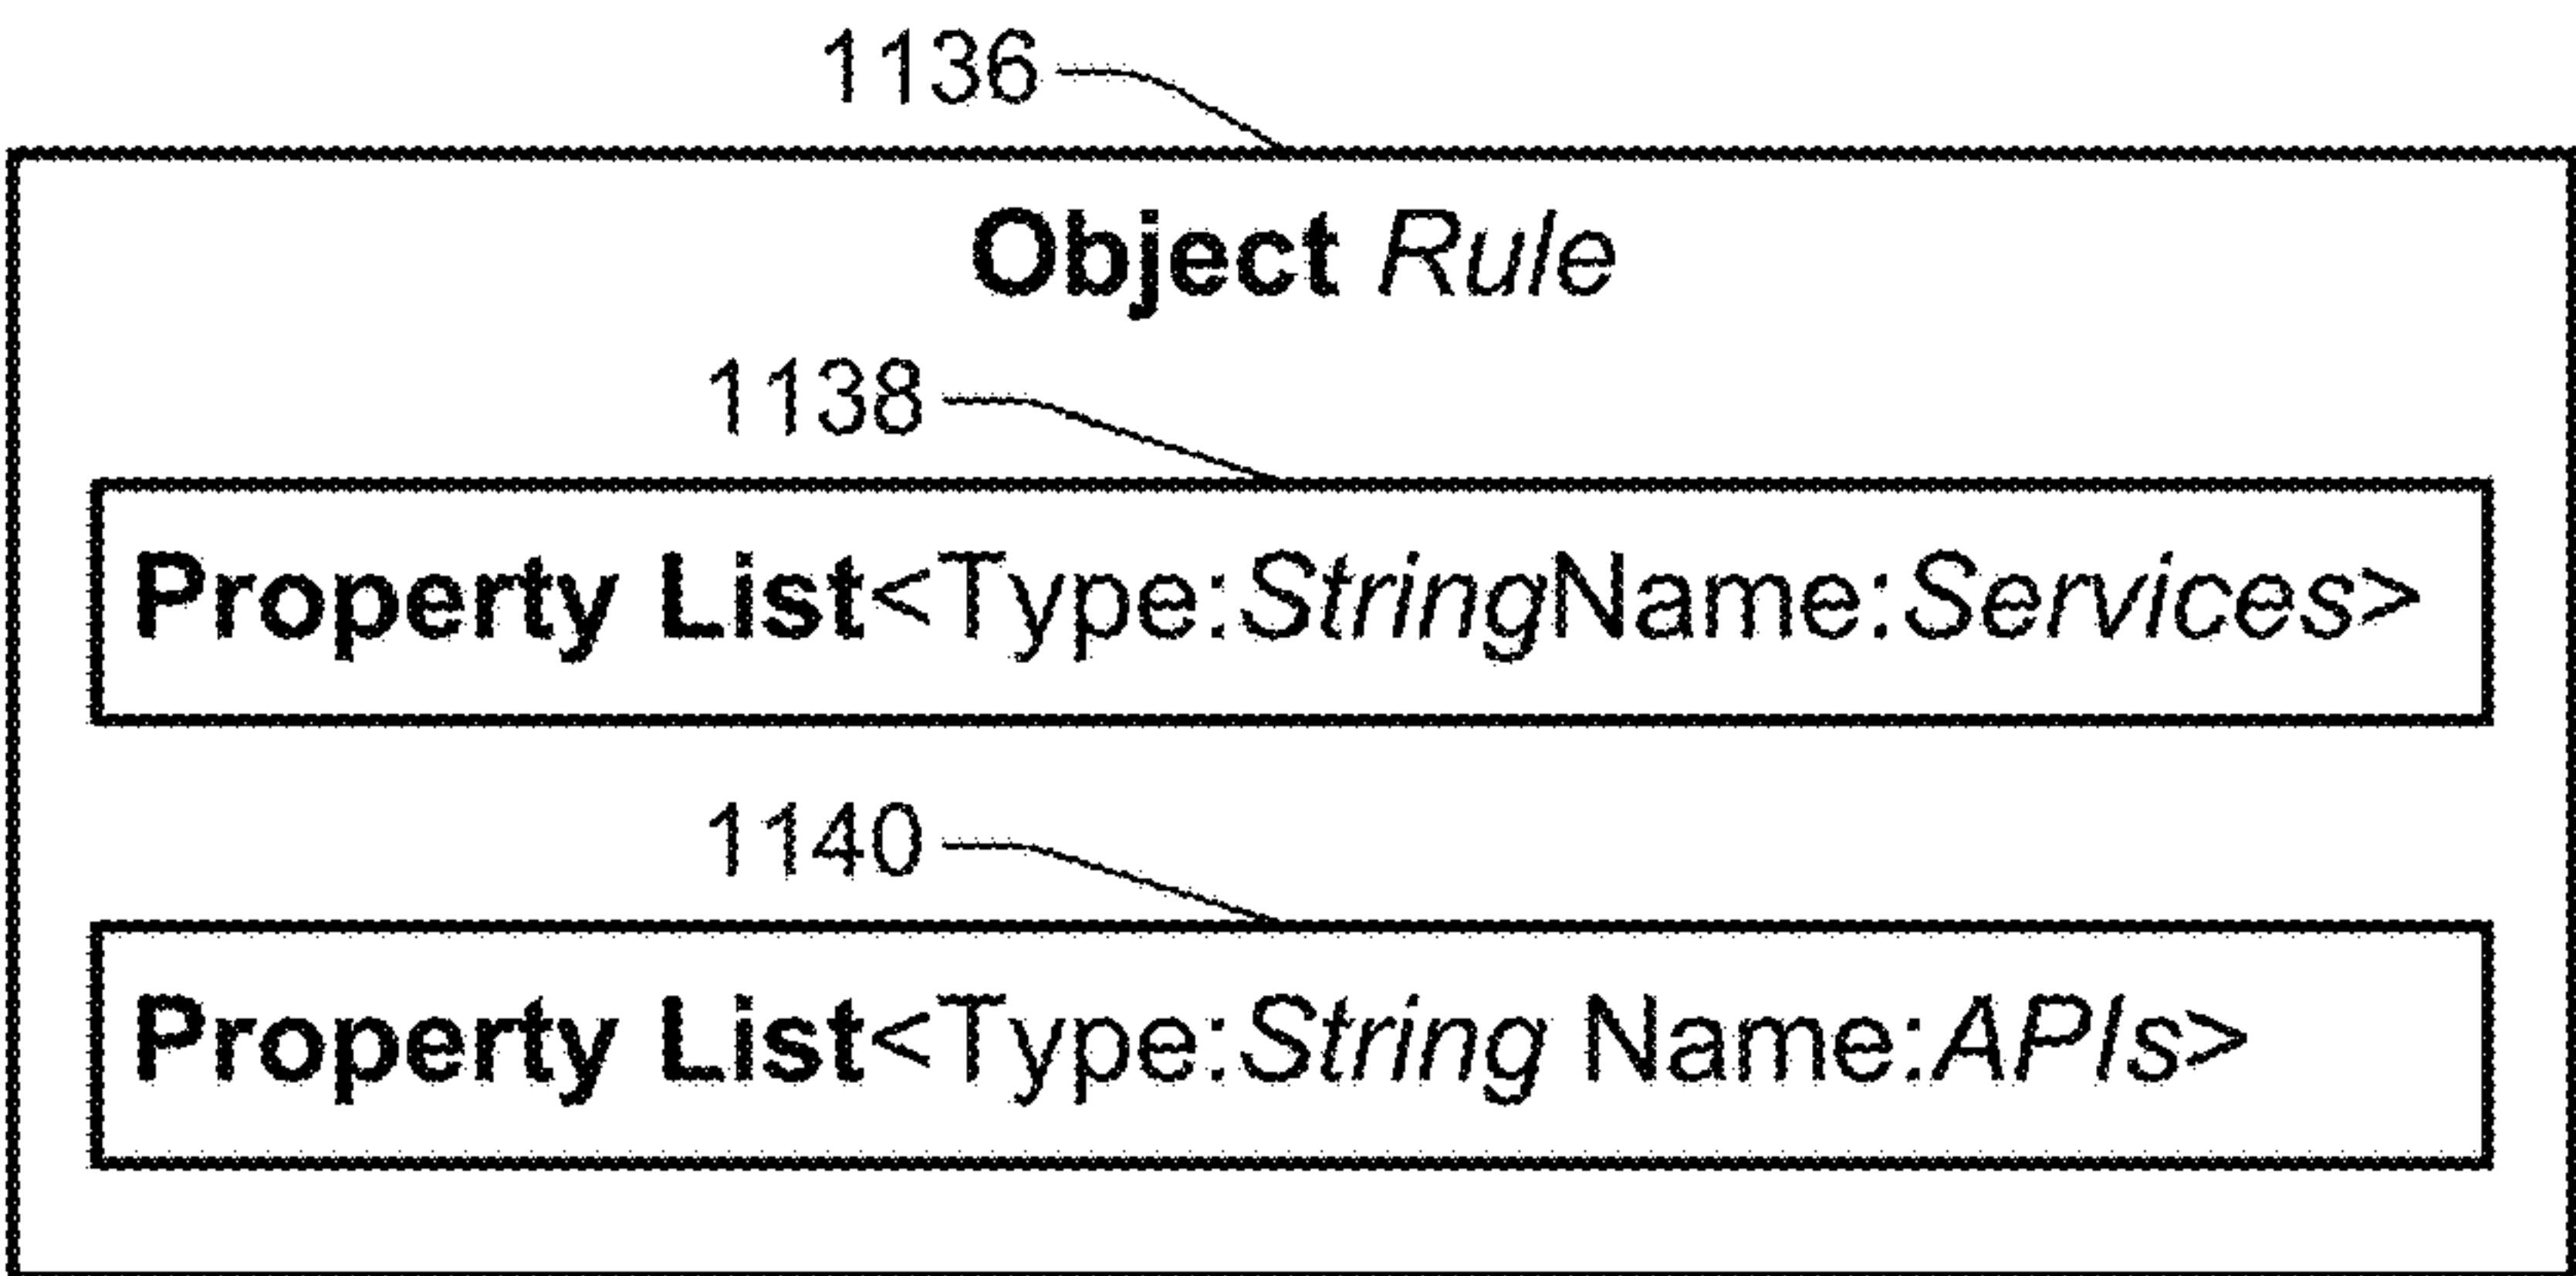 1136
Object Rule
1138
Property List<Type:StringName:Services>
1140
Property List<Type:String Name:APIs>